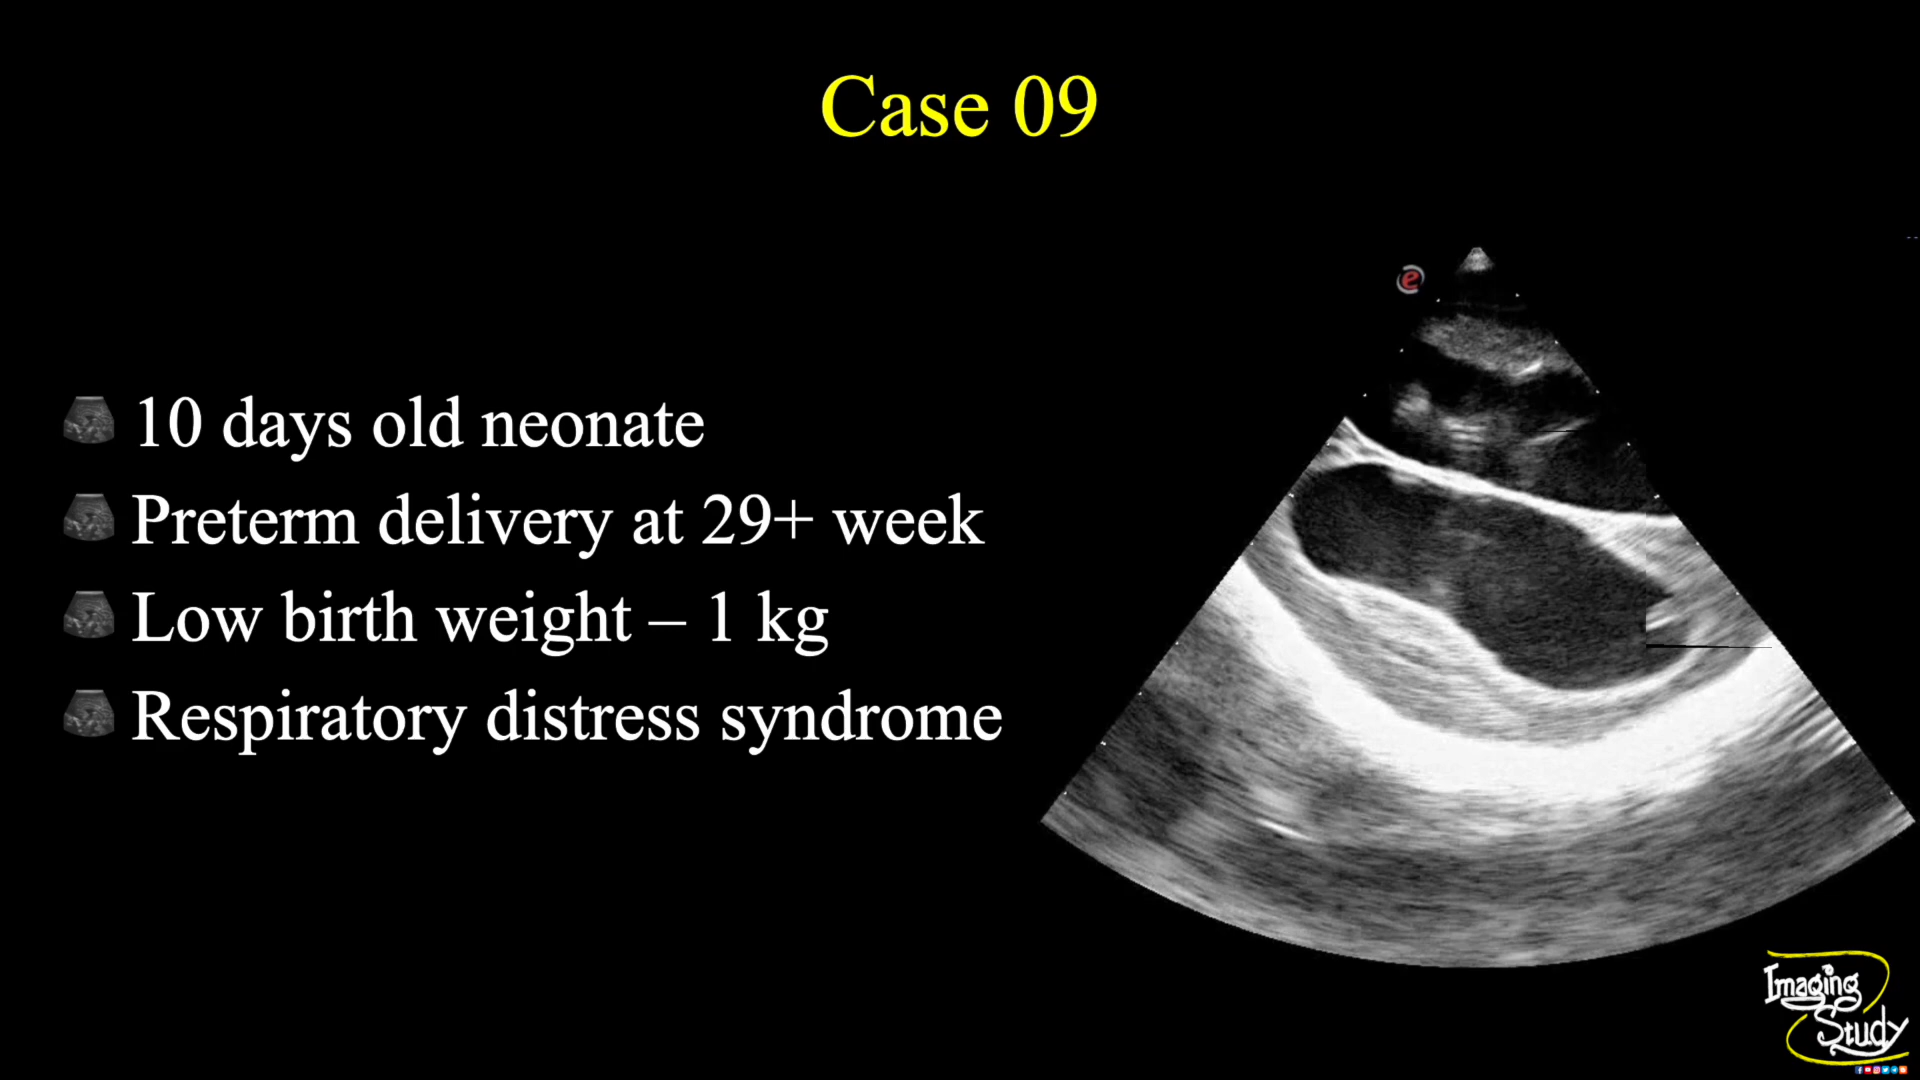 Case 09
10 days old neonate
Preterm delivery at 29+ week
Low birth weight – 1 kg
Respiratory distress syndrome
e
Imaging
Study